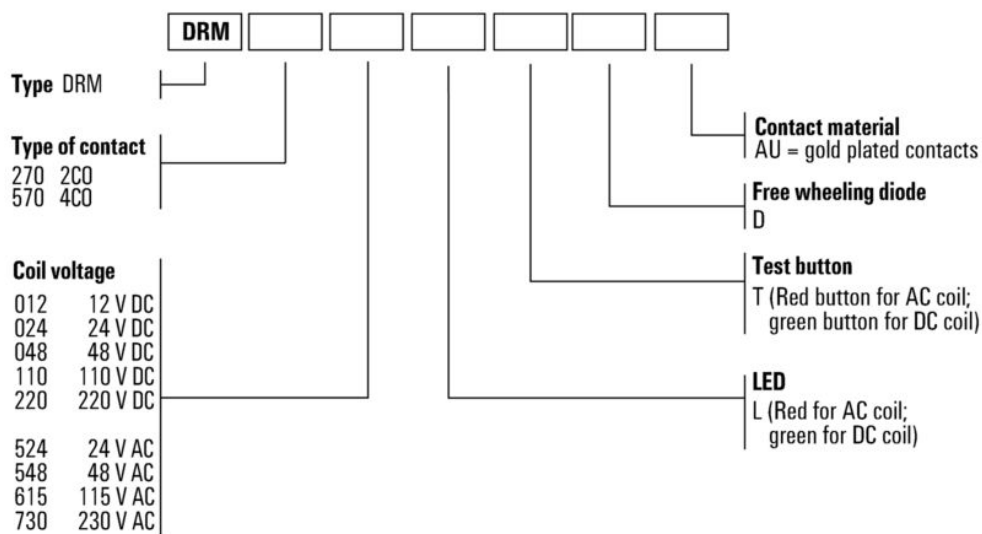 DRM
Type DRM
Type of contact
270 2CO
570 4CO
Coil voltage
012 12 V DC
024 24 V DC
048 48 V DC
110 110 V DC
220 220 V DC
524 24 V AC
548 48 V AC
615 115 V AC
730 230 V AC
Contact material
AU = gold plated contacts
Free wheeling diode
D
Test button
T (Red button for AC coil;
green button for DC coil)
LED
L (Red for AC coil;
green for DC coil)